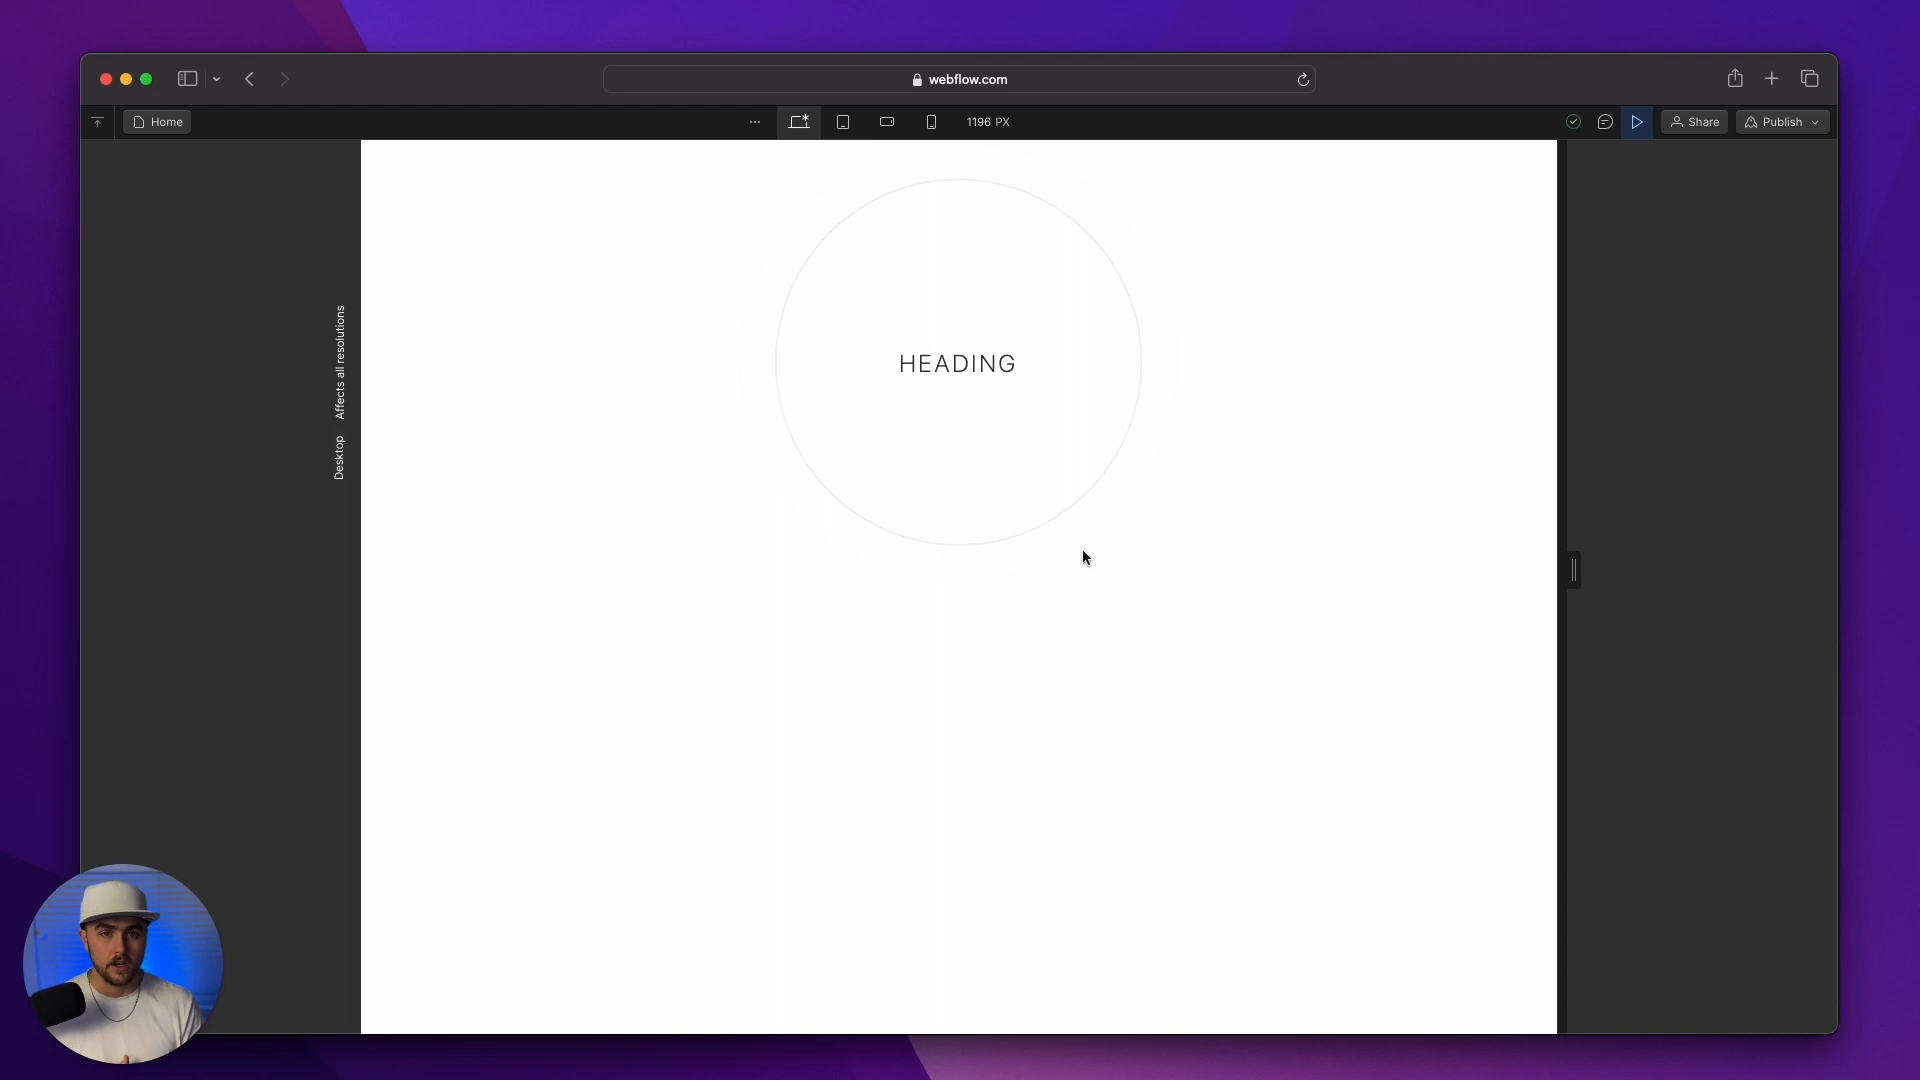 webflow.com
Home
1196 PX
Share
Publish
Desktop Affects all resolutions
HEADING